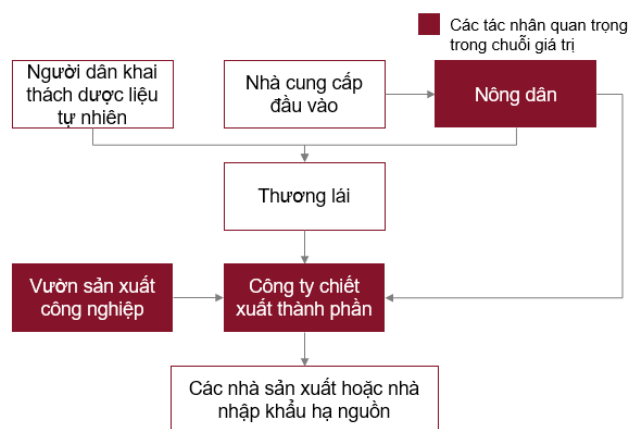 Các tác nhân quan trọng
trong chuỗi giá trị
Người dân khai
thác dược liệu
tự nhiên
Nhà cung cấp
đầu vào
Nông dân
Thương lái
Vườn sản xuất
công nghiệp
Công ty chiết
xuất thành phần
Các nhà sản xuất hoặc nhà
nhập khẩu hạ nguồn